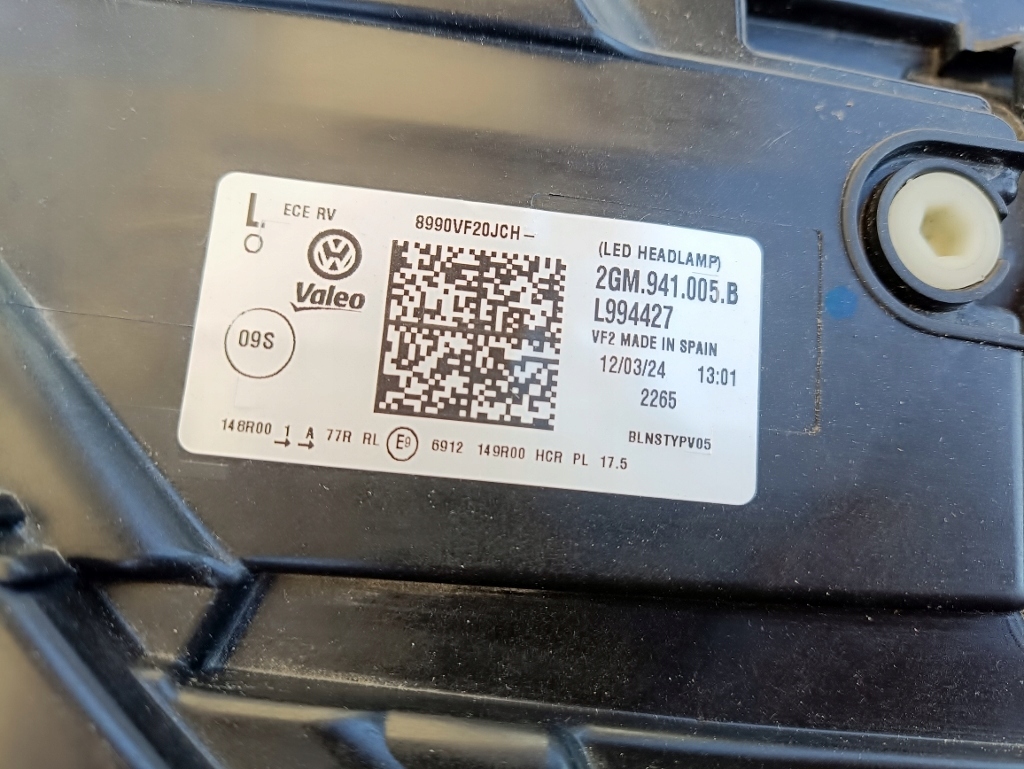 L
O
ECE RV
Valeo
09S
8990VF20JCH-
(LED HEADLAMP)
2GM.941.005.B
L994427
VF2 MADE IN SPAIN
12/03/24 13:01
2265
BLNSTYPV05
148R00 1 A 77R RL E9 6912 149R00 HCR PL 17.5